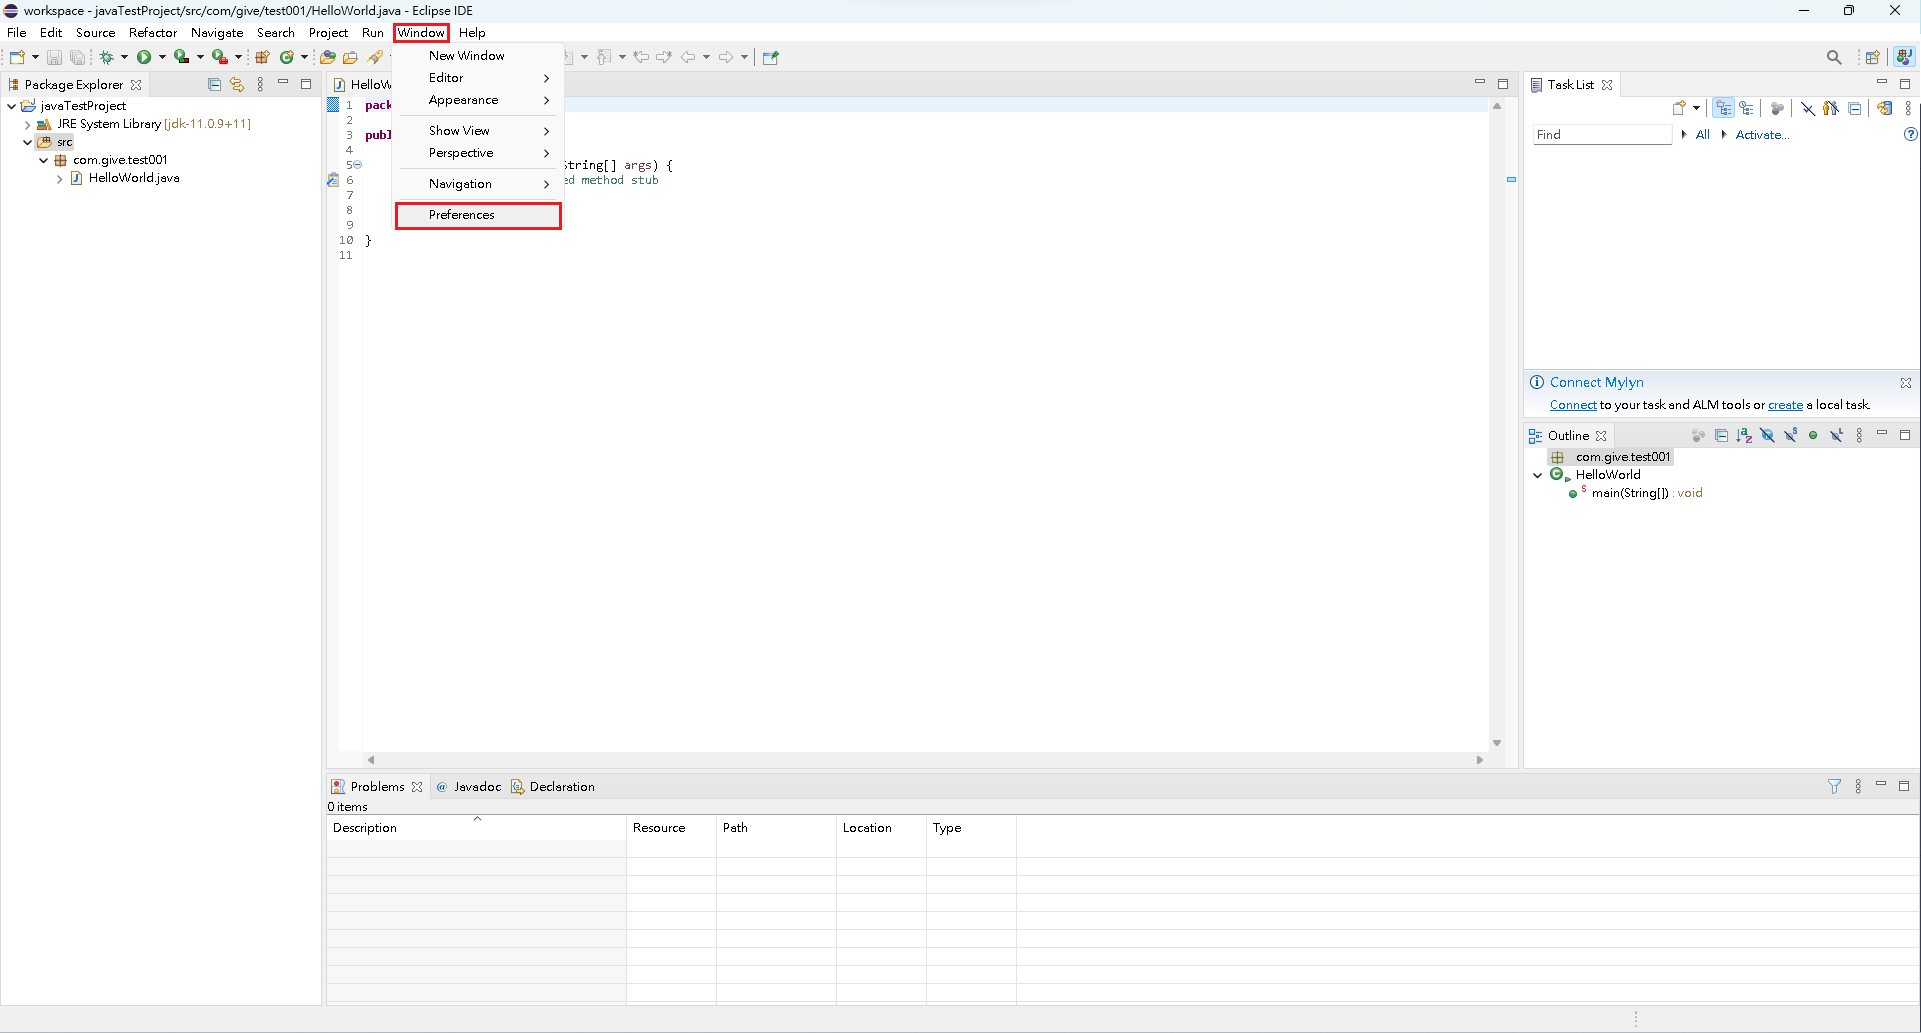 workspace - javaTestProject/src/com/give/test001/HelloWorld.java - Eclipse IDE
File Edit Source Refactor Navigate Search Project Run Window Help
New Window
Editor
Appearance
Show View
Perspective
Navigation
Preferences
Package Explorer
javaTestProject
JRE System Library [jdk-11.0.9+11]
src
com.give.test001
HelloWorld.java
HelloW
1 pack
2
3 publ
4
5 String[] args) {
6 ed method stub
7
8
9
10 }
11
Task List
Find All Activate...
Connect Mylyn
Connect to your task and ALM tools or create a local task.
Outline
com.give.test001
HelloWorld
main(String[]) : void
Problems @ Javadoc Declaration
0 items
Description Resource Path Location Type